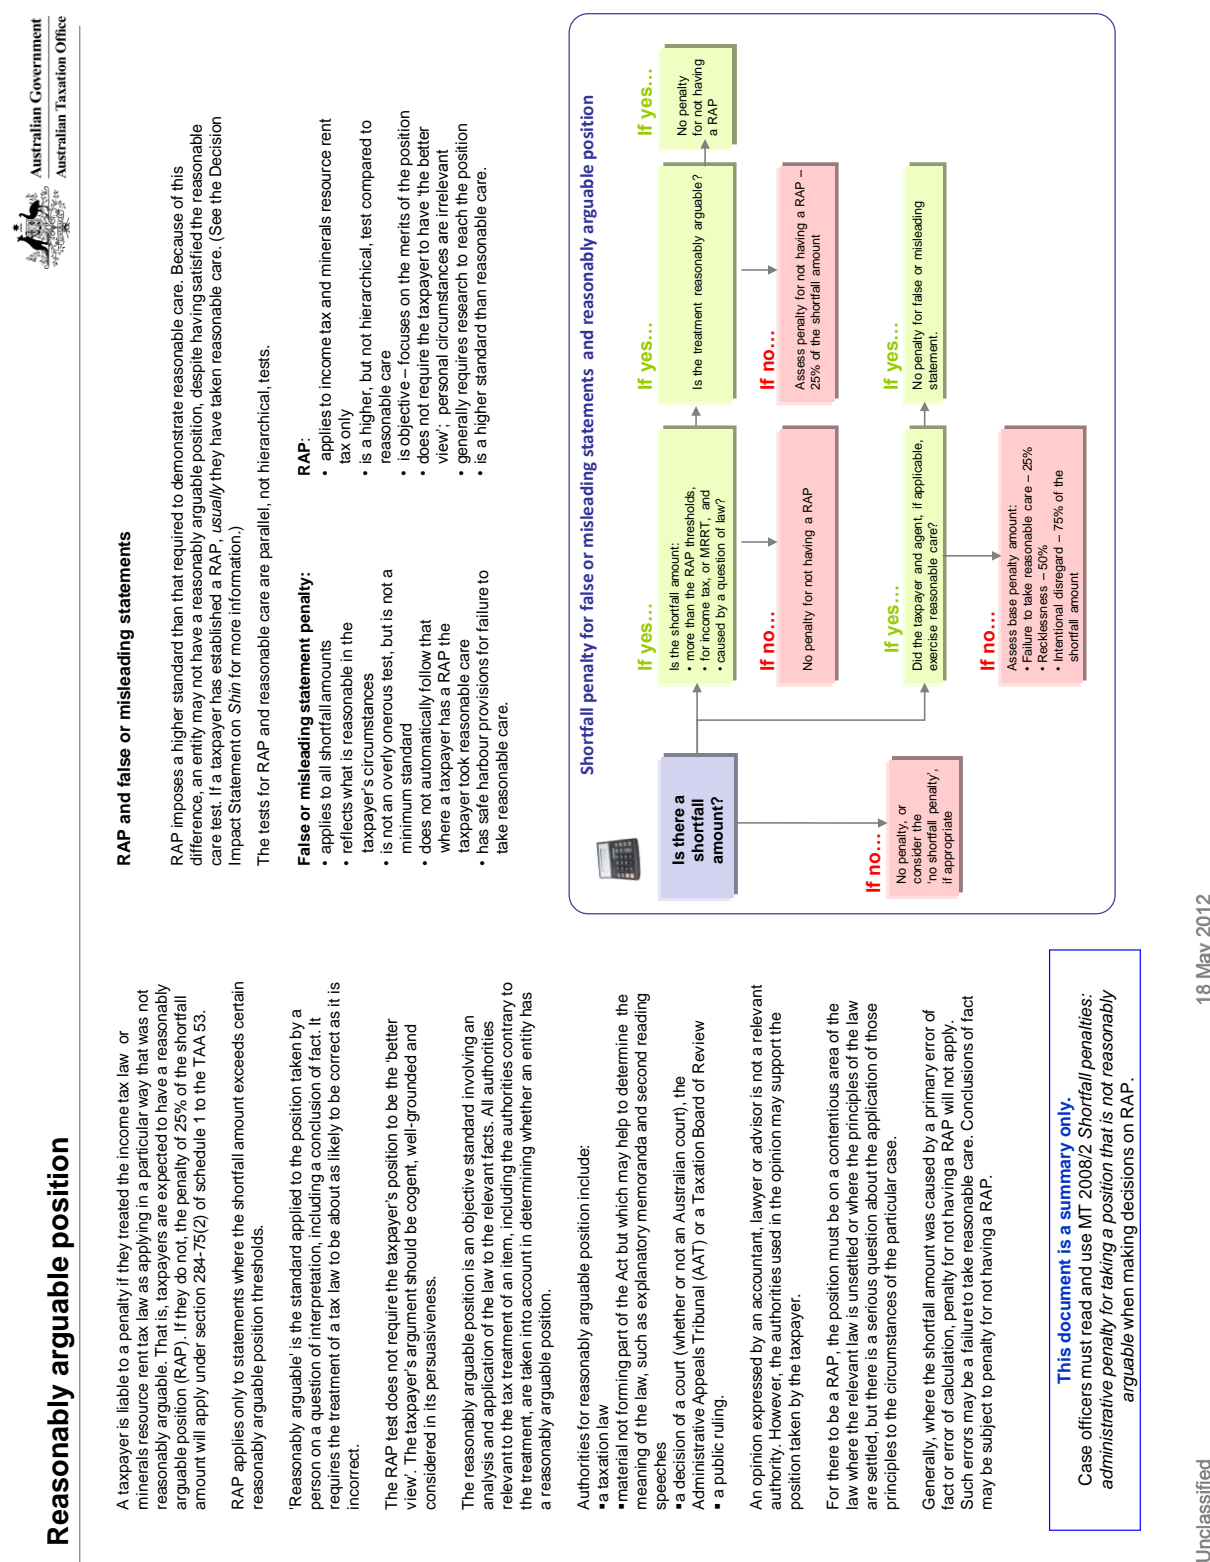 Reasonably arguable position
Australian Government
Australian Taxation Office
A taxpayer is liable to a penalty if they treated the income tax law or
minerals resource rent tax law as applying in a particular way that was not
reasonably arguable. That is, taxpayers are expected to have a reasonably
arguable position (RAP). If they do not, the penalty of 25% of the shortfall
amount will apply under section 284-75(2) of schedule 1 to the TAA 53.
RAP applies only to statements where the shortfall amount exceeds certain
reasonably arguable position thresholds.
'Reasonably arguable' is the standard applied to the position taken by a
person on a question of interpretation, including a conclusion of fact. It
requires the treatment of a tax law to be about as likely to be correct as it is
incorrect.
The RAP test does not require the taxpayer's position to be the 'better
view'. The taxpayer's argument should be cogent, well-grounded and
considered in its persuasiveness.
The reasonably arguable position is an objective standard involving an
analysis and application of the law to the relevant facts. All authorities
relevant to the tax treatment of an item, including the authorities contrary to
the treatment, are taken into account in determining whether an entity has
a reasonably arguable position.
Authorities for reasonably arguable position include:
▪a taxation law
▪material not forming part of the Act but which may help to determine the
meaning of the law, such as explanatory memoranda and second reading
speeches
▪a decision of a court (whether or not an Australian court), the
Administrative Appeals Tribunal (AAT) or a Taxation Board of Review
▪ a public ruling.
An opinion expressed by an accountant, lawyer or advisor is not a relevant
authority. However, the authorities used in the opinion may support the
position taken by the taxpayer.
For there to be a RAP, the position must be on a contentious area of the
law where the relevant law is unsettled or where the principles of the law
are settled, but there is a serious question about the application of those
principles to the circumstances of the particular case.
Generally, where the shortfall amount was caused by a primary error of
fact or error of calculation, penalty for not having a RAP will not apply.
Such errors may be a failure to take reasonable care. Conclusions of fact
may be subject to penalty for not having a RAP.
This document is a summary only.
Case officers must read and use MT 2008/2 Shortfall penalties:
administrative penalty for taking a position that is not reasonably
arguable when making decisions on RAP.
RAP and false or misleading statements
RAP imposes a higher standard than that required to demonstrate reasonable care. Because of this
difference, an entity may not have a reasonably arguable position, despite having satisfied the reasonable
care test. If a taxpayer has established a RAP, usually they have taken reasonable care. (See the Decision
Impact Statement on Shin for more information.)
The tests for RAP and reasonable care are parallel, not hierarchical, tests.
False or misleading statement penalty:
• applies to all shortfall amounts
• reflects what is reasonable in the
taxpayer's circumstances
• is not an overly onerous test, but is not a
minimum standard
• does not automatically follow that
where a taxpayer has a RAP the
taxpayer took reasonable care
• has safe harbour provisions for failure to
take reasonable care.
RAP:
• applies to income tax and minerals resource rent
tax only
• is a higher, but not hierarchical, test compared to
reasonable care
• is objective – focuses on the merits of the position
• does not require the taxpayer to have 'the better
view'; personal circumstances are irrelevant
• generally requires research to reach the position
• is a higher standard than reasonable care.
Shortfall penalty for false or misleading statements and reasonably arguable position
Is there a
shortfall
amount?
If no…
No penalty, or
consider the
'no shortfall penalty',
if appropriate
If yes…
Is the shortfall amount:
• more than the RAP thresholds,
• for income tax, or MRRT, and
• caused by a question of law?
If no…
No penalty for not having a RAP
If yes…
Is the treatment reasonably arguable?
If no…
Assess penalty for not having a RAP –
25% of the shortfall amount
If yes…
No penalty
for not having
a RAP
If yes…
Did the taxpayer and agent, if applicable,
exercise reasonable care?
If no…
Assess base penalty amount:
• Failure to take reasonable care – 25%
• Recklessness – 50%
• Intentional disregard – 75% of the
shortfall amount
If yes…
No penalty for false or misleading
statement.
Unclassified
18 May 2012